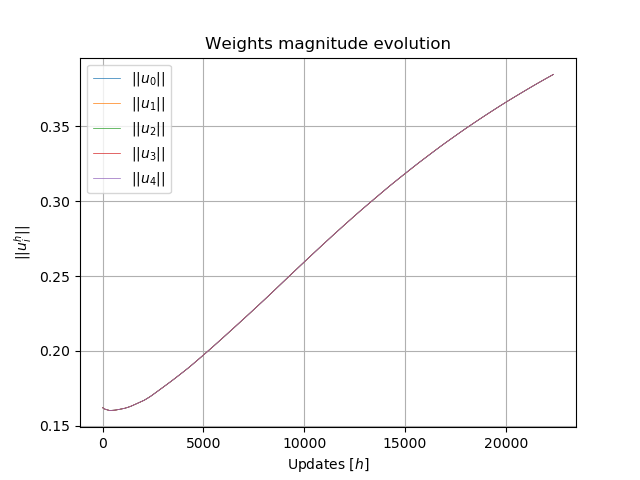 Weights magnitude evolution
||u₀||
||u₁||
||u₂||
||u₃||
||u₄||
0.35
0.30
0.25
0.20
0.15
||uᵢʰ||
0 5000 10000 15000 20000
Updates [h]